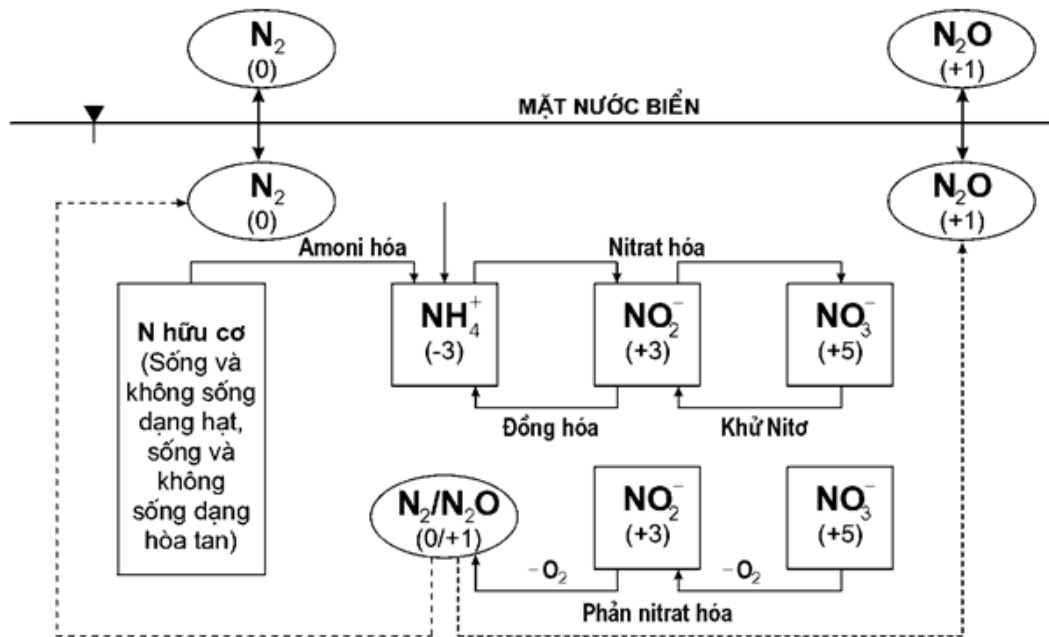 N₂
(0)
N₂O
(+1)
MẶT NƯỚC BIỂN
N₂
(0)
N₂O
(+1)
Amoni hóa
Nitrat hóa
N hữu cơ
(Sống và
không sống
dạng hạt,
sống và
không
sống dạng
hòa tan)
NH₄⁺
(-3)
NO₂⁻
(+3)
NO₃⁻
(+5)
Đồng hóa
Khử Nitơ
N₂/N₂O
(0/+1)
NO₂⁻
(+3)
NO₃⁻
(+5)
−O₂
−O₂
Phản nitrat hóa